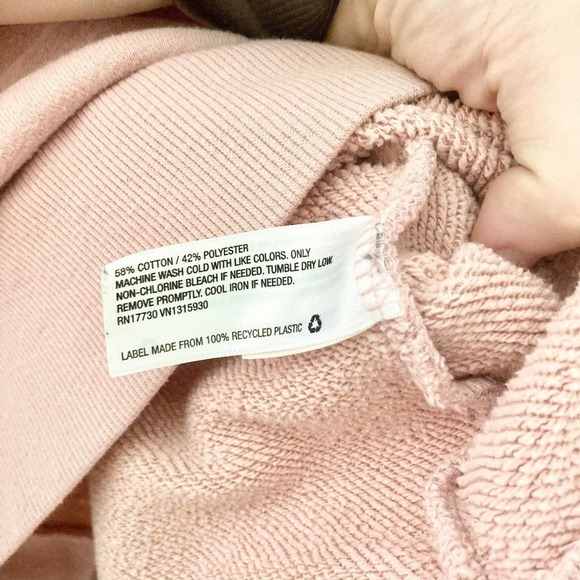 58% COTTON / 42% POLYESTER
MACHINE WASH COLD WITH LIKE COLORS. ONLY
NON-CHLORINE BLEACH IF NEEDED. TUMBLE DRY LOW.
REMOVE PROMPTLY. COOL IRON IF NEEDED.
RN17730 VN1315930
LABEL MADE FROM 100% RECYCLED PLASTIC